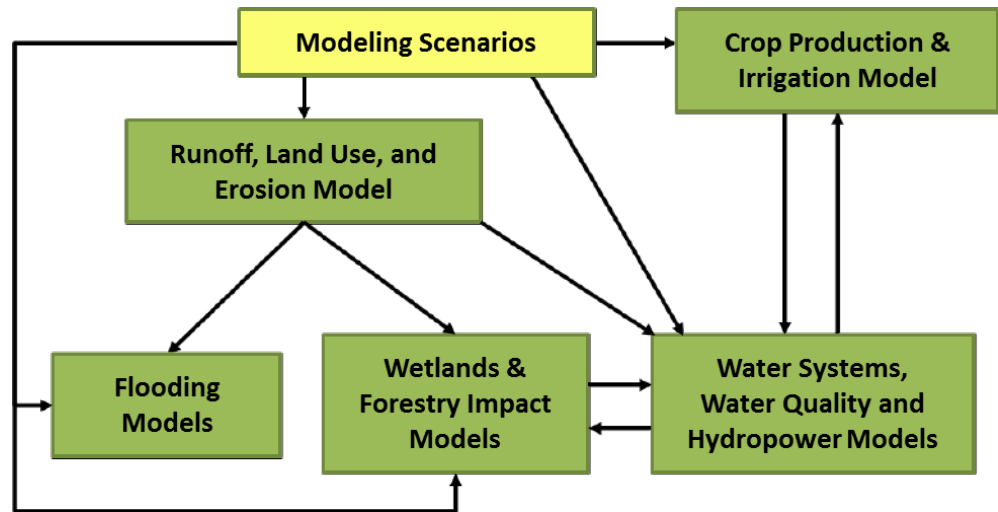 Modeling Scenarios
Crop Production &
Irrigation Model
Runoff, Land Use, and
Erosion Model
Flooding
Models
Wetlands &
Forestry Impact
Models
Water Systems,
Water Quality and
Hydropower Models